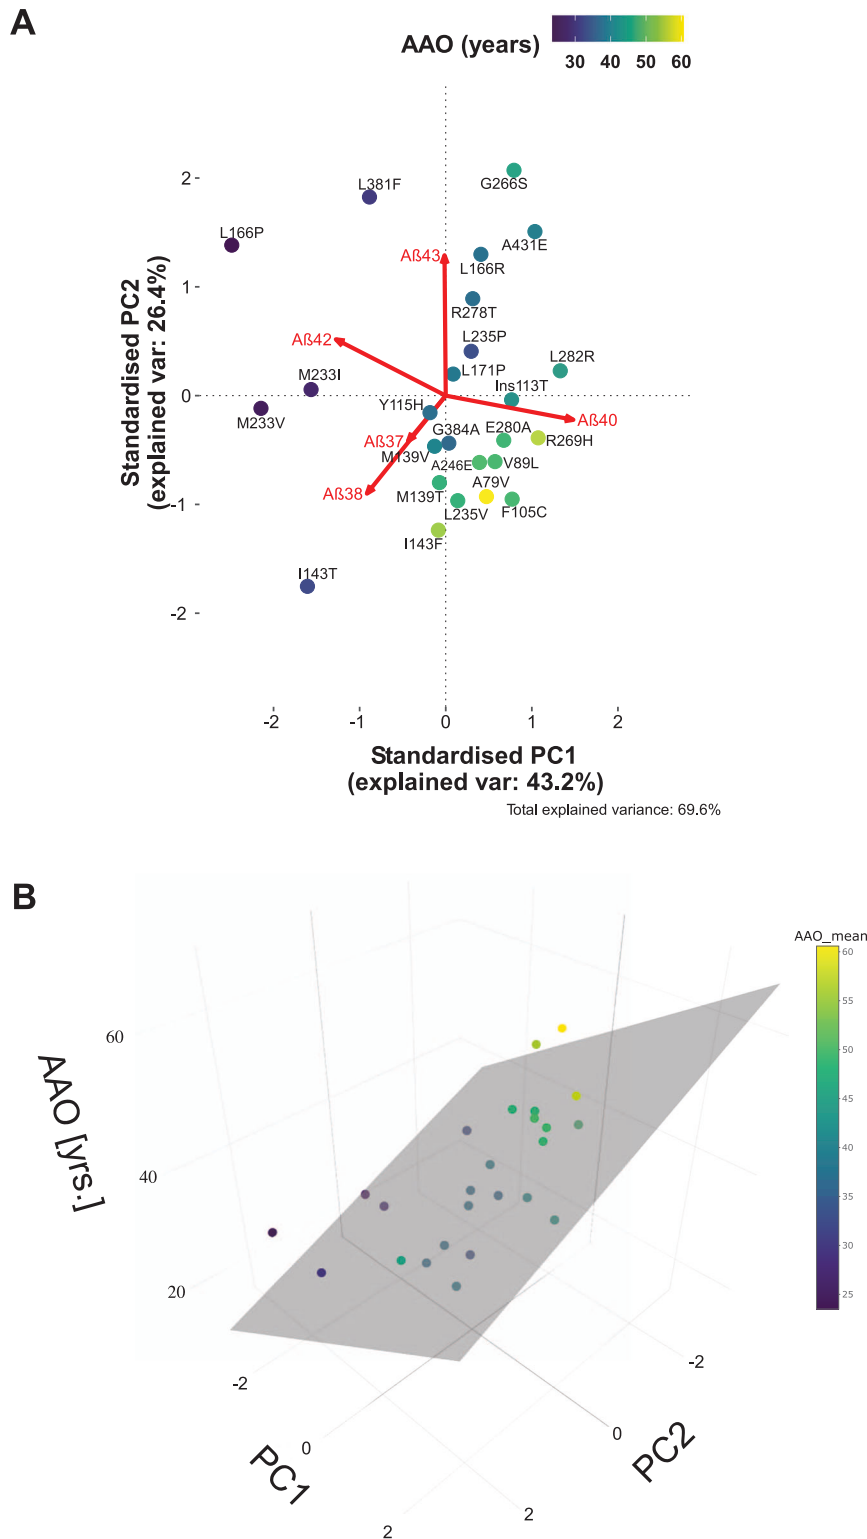 A
AAO (years)
30 40 50 60
Standardised PC2
(explained var: 26.4%)
2
1
0
-1
-2
L381F
G266S
L166P
A431E
Aß43
L166R
R278T
Aß42
L235P
L282R
M233I
L171P
Ins113T
M233V
Y115H
Aß40
G384A
E280A
Aß37
R269H
M139V
A246E
V89L
Aß38
M139T
A79V
L235V
F105C
I143F
I143T
-2 -1 0 1 2
Standardised PC1
(explained var: 43.2%)
Total explained variance: 69.6%
B
AAO_mean
60
55
50
45
40
35
30
25
AAO [yrs.]
60
40
20
-2
0
2
PC1
-2
0
2
PC2